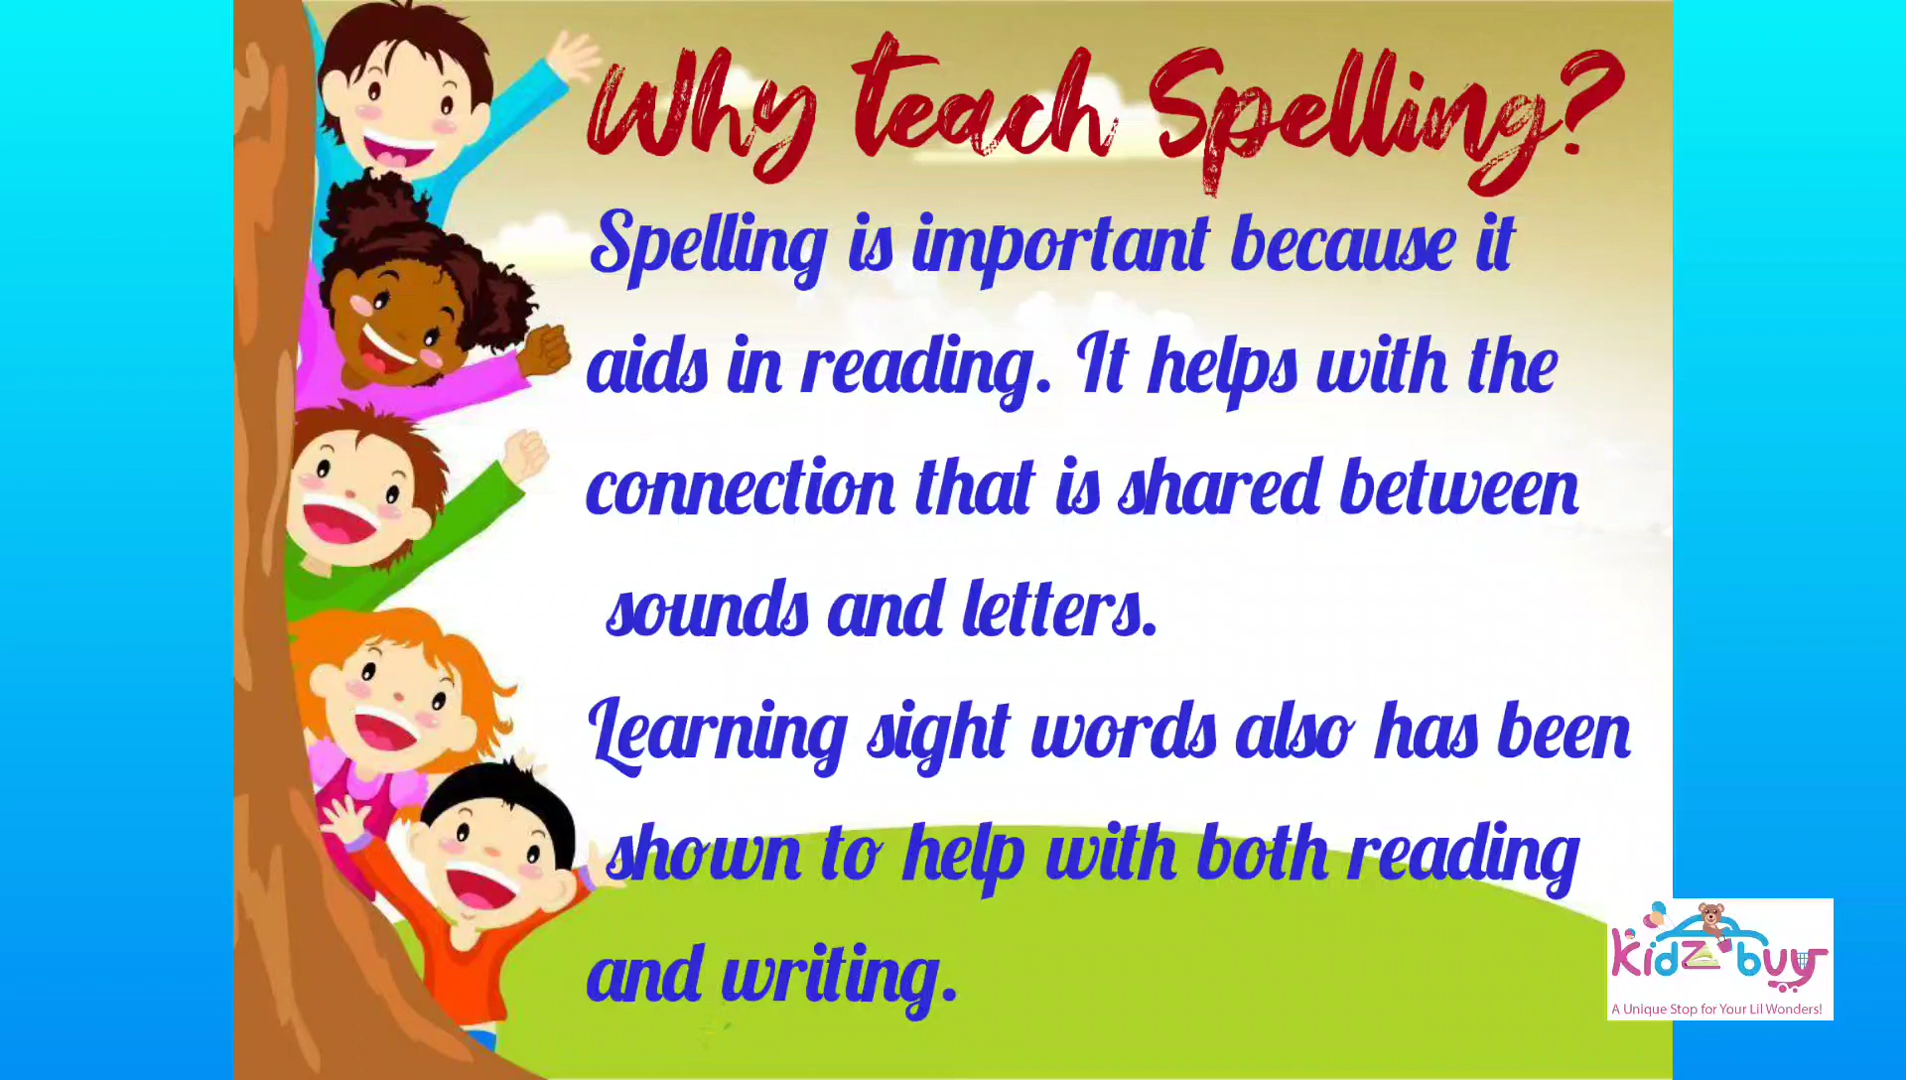 Why teach Spelling?
Spelling is important because it
aids in reading. It helps with the
connection that is shared between
sounds and letters.
Learning sight words also has been
shown to help with both reading
and writing.
kidz buy
A Unique Stop for Your Lil Wonders!